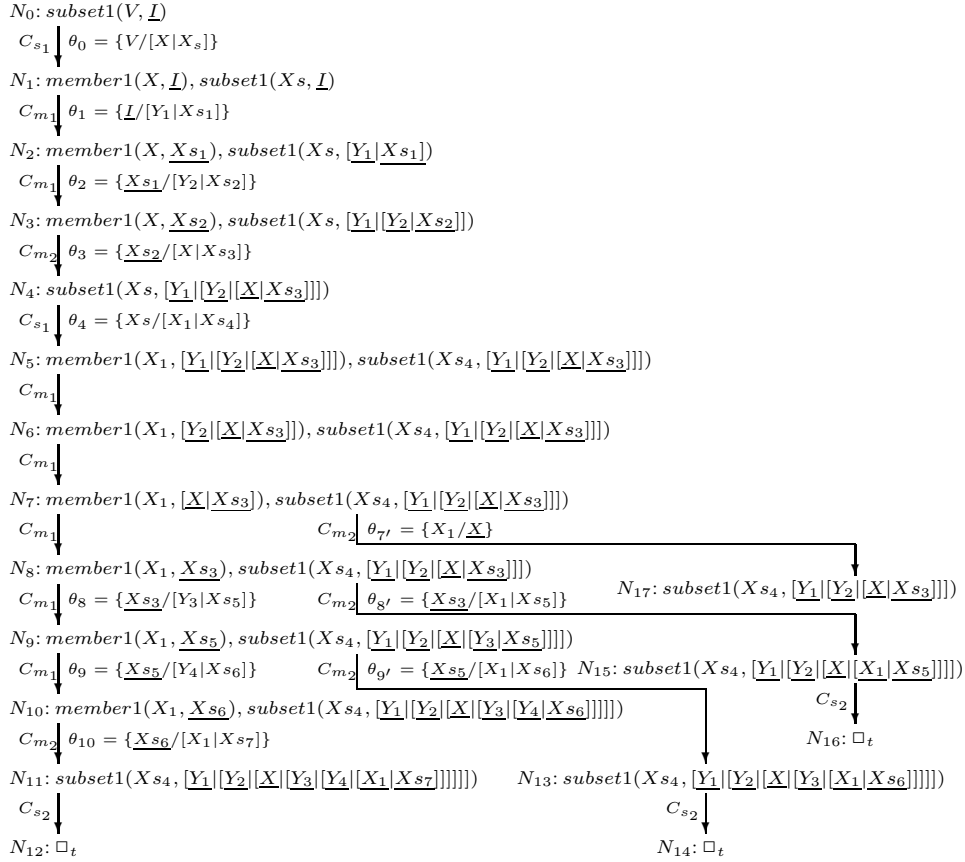 N₀: subset1(V, I)
C_{s₁} θ₀ = {V/[X|X_s]}
N₁: member1(X, I), subset1(Xs, I)
C_{m₁} θ₁ = {I/[Y₁|Xs₁]}
N₂: member1(X, Xs₁), subset1(Xs, [Y₁|Xs₁])
C_{m₁} θ₂ = {Xs₁/[Y₂|Xs₂]}
N₃: member1(X, Xs₂), subset1(Xs, [Y₁|[Y₂|Xs₂]])
C_{m₂} θ₃ = {Xs₂/[X|Xs₃]}
N₄: subset1(Xs, [Y₁|[Y₂|[X|Xs₃]]])
C_{s₁} θ₄ = {Xs/[X₁|Xs₄]}
N₅: member1(X₁, [Y₁|[Y₂|[X|Xs₃]]]), subset1(Xs₄, [Y₁|[Y₂|[X|Xs₃]]])
C_{m₁}
N₆: member1(X₁, [Y₂|[X|Xs₃]]), subset1(Xs₄, [Y₁|[Y₂|[X|Xs₃]]])
C_{m₁}
N₇: member1(X₁, [X|Xs₃]), subset1(Xs₄, [Y₁|[Y₂|[X|Xs₃]]])
C_{m₁} C_{m₂} θ₇′ = {X₁/X}
N₈: member1(X₁, Xs₃), subset1(Xs₄, [Y₁|[Y₂|[X|Xs₃]]])
N₁₇: subset1(Xs₄, [Y₁|[Y₂|[X|Xs₃]]])
C_{m₁} θ₈ = {Xs₃/[Y₃|Xs₅]} C_{m₂} θ₈′ = {Xs₃/[X₁|Xs₅]}
N₉: member1(X₁, Xs₅), subset1(Xs₄, [Y₁|[Y₂|[X|[Y₃|Xs₅]]]])
C_{m₁} θ₉ = {Xs₅/[Y₄|Xs₆]} C_{m₂} θ₉′ = {Xs₅/[X₁|Xs₆]} N₁₅: subset1(Xs₄, [Y₁|[Y₂|[X|[X₁|Xs₅]]]])
C_{s₂}
N₁₀: member1(X₁, Xs₆), subset1(Xs₄, [Y₁|[Y₂|[X|[Y₃|[Y₄|Xs₆]]]]])
C_{m₂} θ₁₀ = {Xs₆/[X₁|Xs₇]} N₁₆: □ₜ
N₁₁: subset1(Xs₄, [Y₁|[Y₂|[X|[Y₃|[Y₄|[X₁|Xs₇]]]]]]) N₁₃: subset1(Xs₄, [Y₁|[Y₂|[X|[Y₃|[X₁|Xs₆]]]]])
C_{s₂} C_{s₂}
N₁₂: □ₜ N₁₄: □ₜ